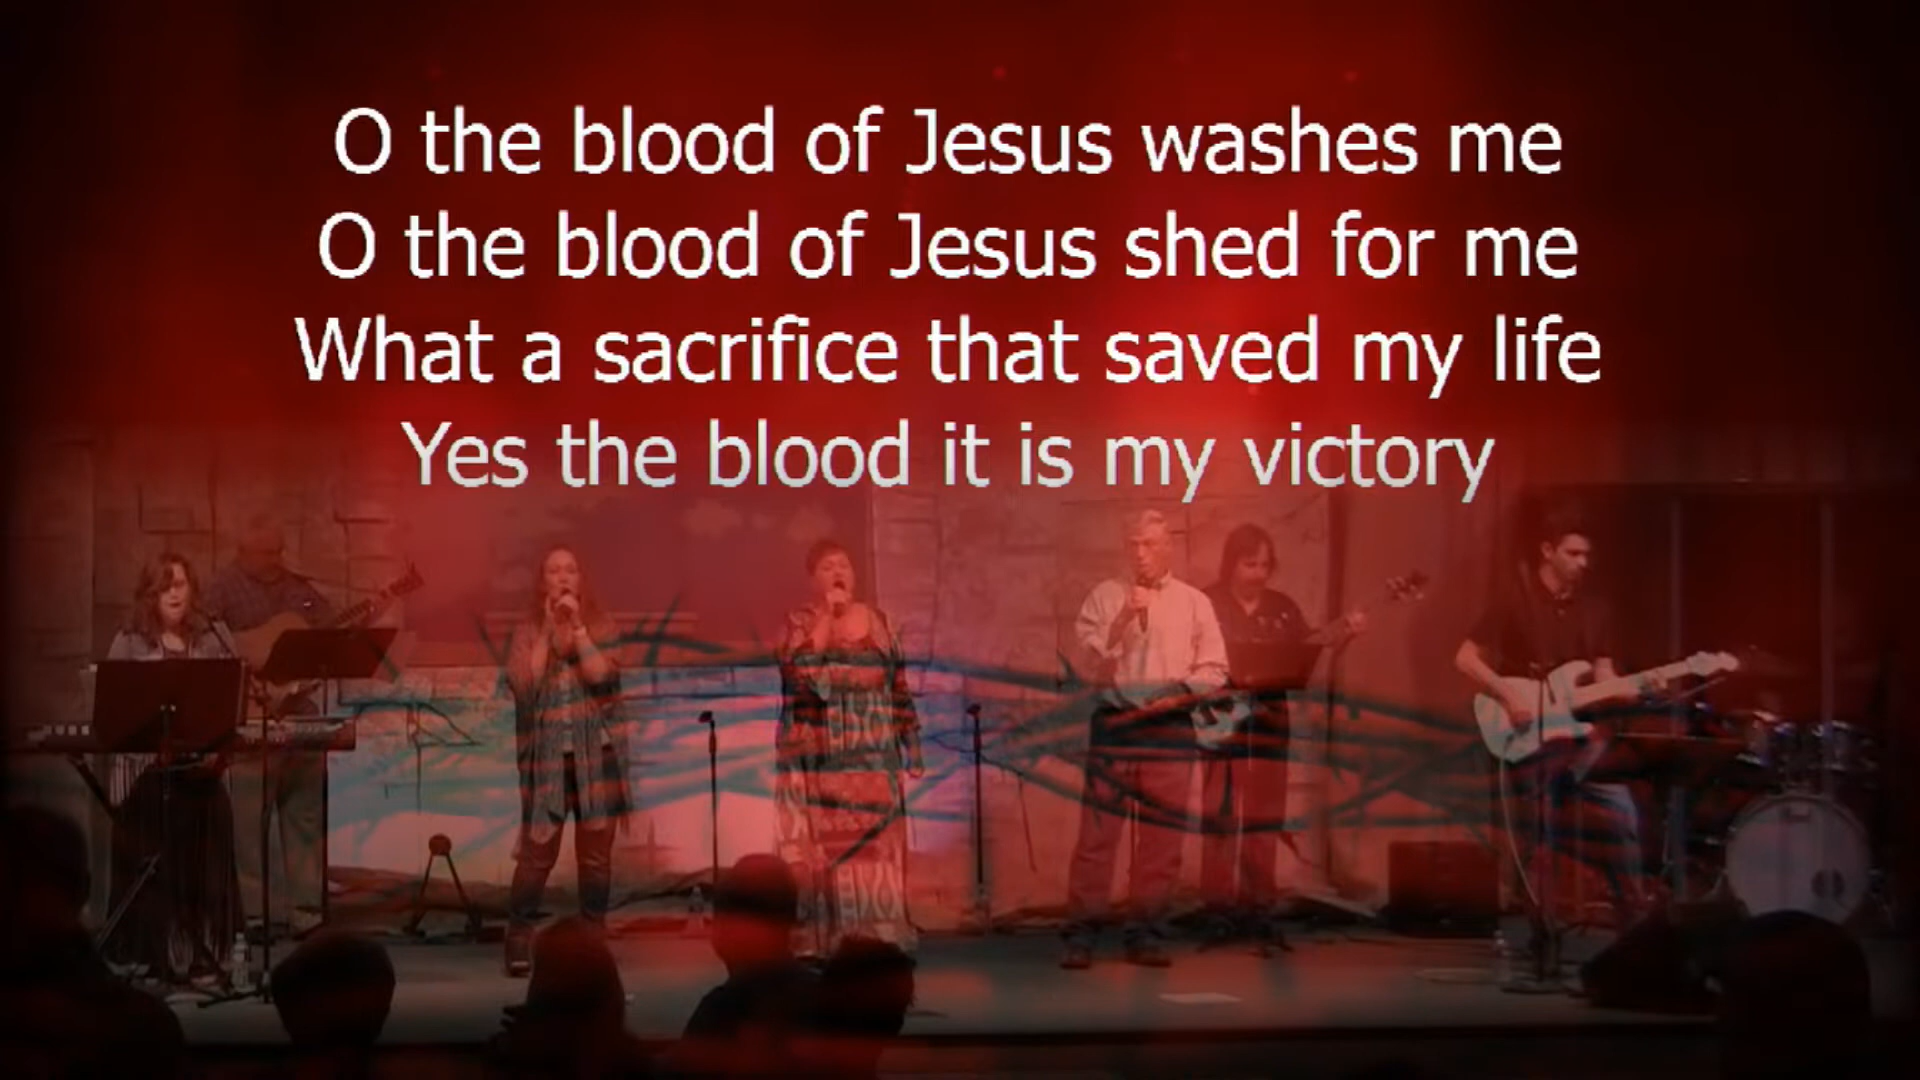 O the blood of Jesus washes me
O the blood of Jesus shed for me
What a sacrifice that saved my life
Yes the blood it is my victory